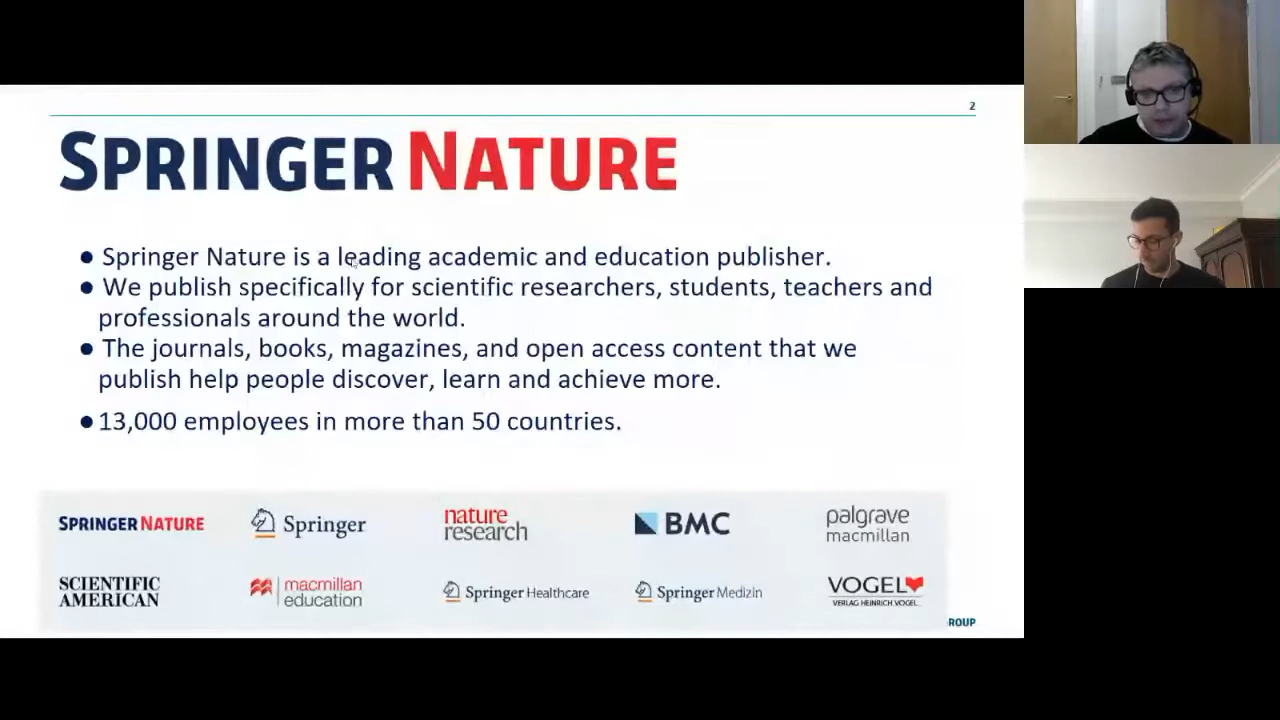 2
SPRINGER NATURE
● Springer Nature is a leading academic and education publisher.
● We publish specifically for scientific researchers, students, teachers and
professionals around the world.
● The journals, books, magazines, and open access content that we
publish help people discover, learn and achieve more.
● 13,000 employees in more than 50 countries.
SPRINGER NATURE
Springer
nature
research
BMC
palgrave
macmillan
SCIENTIFIC
AMERICAN
macmillan
education
Springer Healthcare
Springer Medizin
VOGEL
VERLAG HEINRICH VOGEL
ROUP